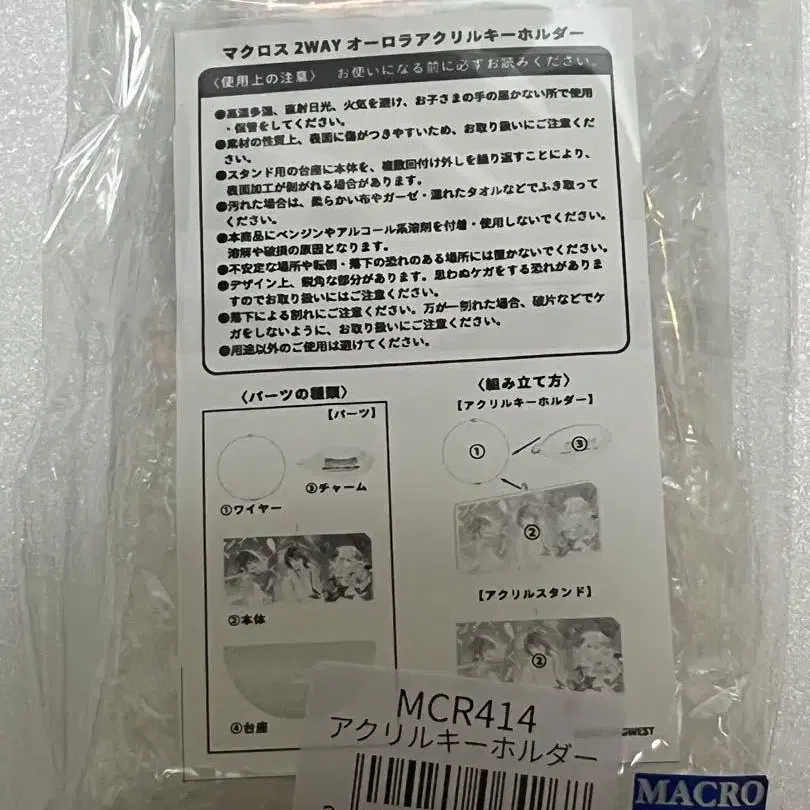 マクロス 2WAY オーロラアクリルキーホルダー
〈使用上の注意〉 お使いになる前に必ずお読みください。
●高温多湿、直射日光、火気を避け、お子さまの手の届かない所で使用
・保管をしてください。
●素材の性質上、表面に傷がつきやすいため、お取り扱いにご注意くだ
さい。
●スタンド用の台座に本体を、複数回付け外しを繰り返すことにより、
表面加工が剝がれる場合があります。
●汚れた場合は、柔らかい布やガーゼ・濡れたタオルなどでふき取って
ください。
●本商品にベンジンやアルコール系溶剤を付着・使用しないでください。
溶解や破損の原因となります。
●不安定な場所や転倒・落下の恐れのある場所には置かないでください。
●デザイン上、鋭角な部分があります。思わぬケガをする恐れがありま
すのでお取り扱いにはご注意ください。
●落下による割れにご注意ください。万が一割れた場合、破片などでケ
ガをしないように、お取り扱いにご注意ください。
●用途以外のご使用は避けてください。
〈パーツの種類〉
【パーツ】
①ワイヤー
③チャーム
②本体
④台座
〈組み立て方〉
【アクリルキーホルダー】
①
③
②
【アクリルスタンド】
②
MCR414
アクリルキーホルダー
MACRO